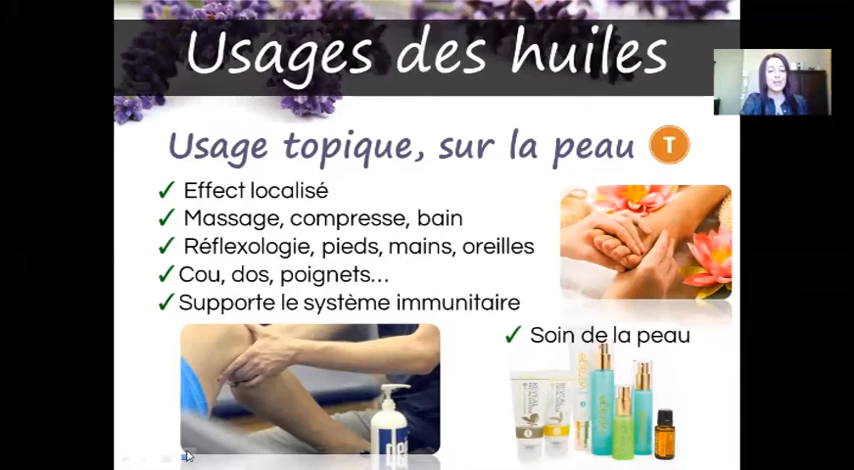 Usages des huiles
Usage topique, sur la peau T
✓ Effect localisé
✓ Massage, compresse, bain
✓ Réflexologie, pieds, mains, oreilles
✓ Cou, dos, poignets...
✓ Supporte le système immunitaire
✓ Soin de la peau